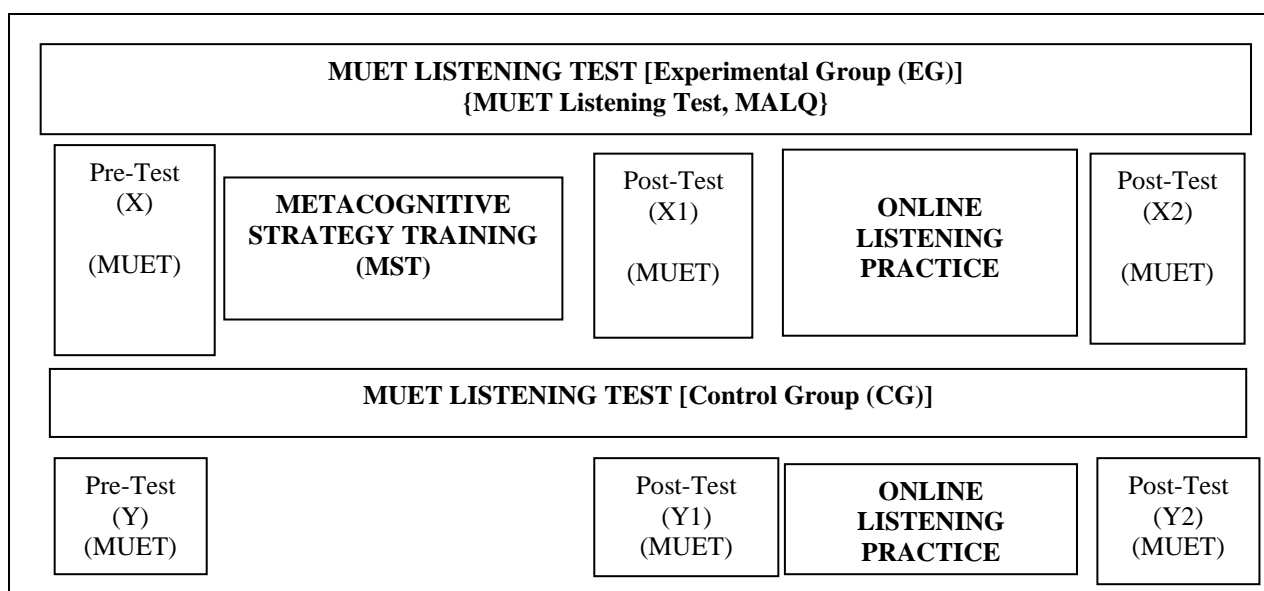 MUET LISTENING TEST [Experimental Group (EG)]
{MUET Listening Test, MALQ}
Pre-Test
(X)
(MUET)
METACOGNITIVE
STRATEGY TRAINING
(MST)
Post-Test
(X1)
(MUET)
ONLINE
LISTENING
PRACTICE
Post-Test
(X2)
(MUET)
MUET LISTENING TEST [Control Group (CG)]
Pre-Test
(Y)
(MUET)
Post-Test
(Y1)
(MUET)
ONLINE
LISTENING
PRACTICE
Post-Test
(Y2)
(MUET)